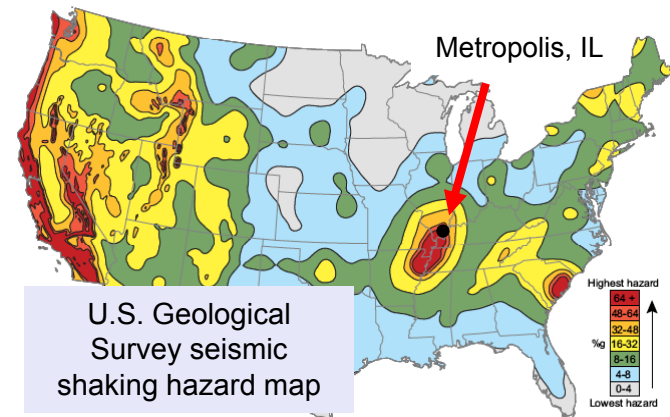 Metropolis, IL
U.S. Geological
Survey seismic
shaking hazard map
Highest hazard
64 +
48-64
32-48
%g
16-32
8-16
4-8
0-4
Lowest hazard